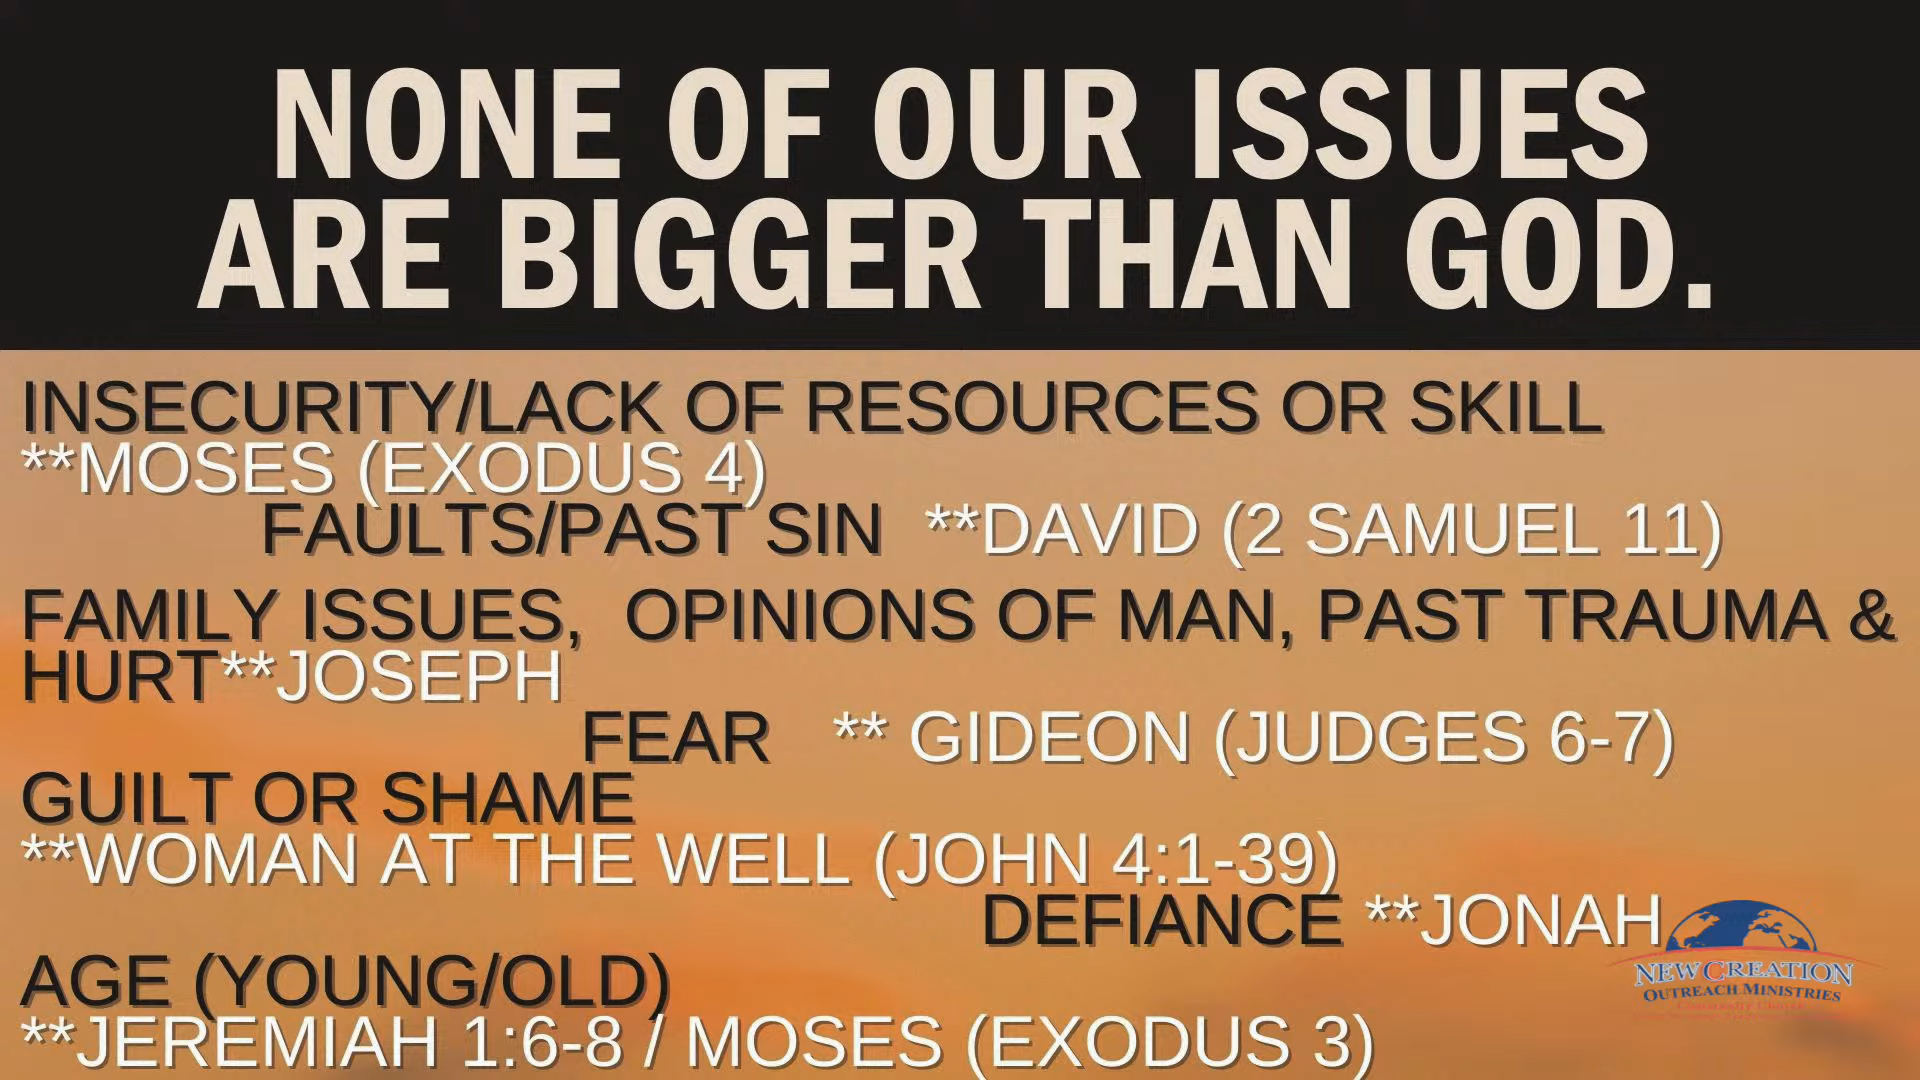 NONE OF OUR ISSUES
ARE BIGGER THAN GOD.
INSECURITY/LACK OF RESOURCES OR SKILL
**MOSES (EXODUS 4)
FAULTS/PAST SIN **DAVID (2 SAMUEL 11)
FAMILY ISSUES, OPINIONS OF MAN, PAST TRAUMA &
HURT**JOSEPH
FEAR ** GIDEON (JUDGES 6-7)
GUILT OR SHAME
**WOMAN AT THE WELL (JOHN 4:1-39)
DEFIANCE **JONAH
AGE (YOUNG/OLD)
**JEREMIAH 1:6-8 / MOSES (EXODUS 3)
NEW CREATION
OUTREACH MINISTRIES
Community Church